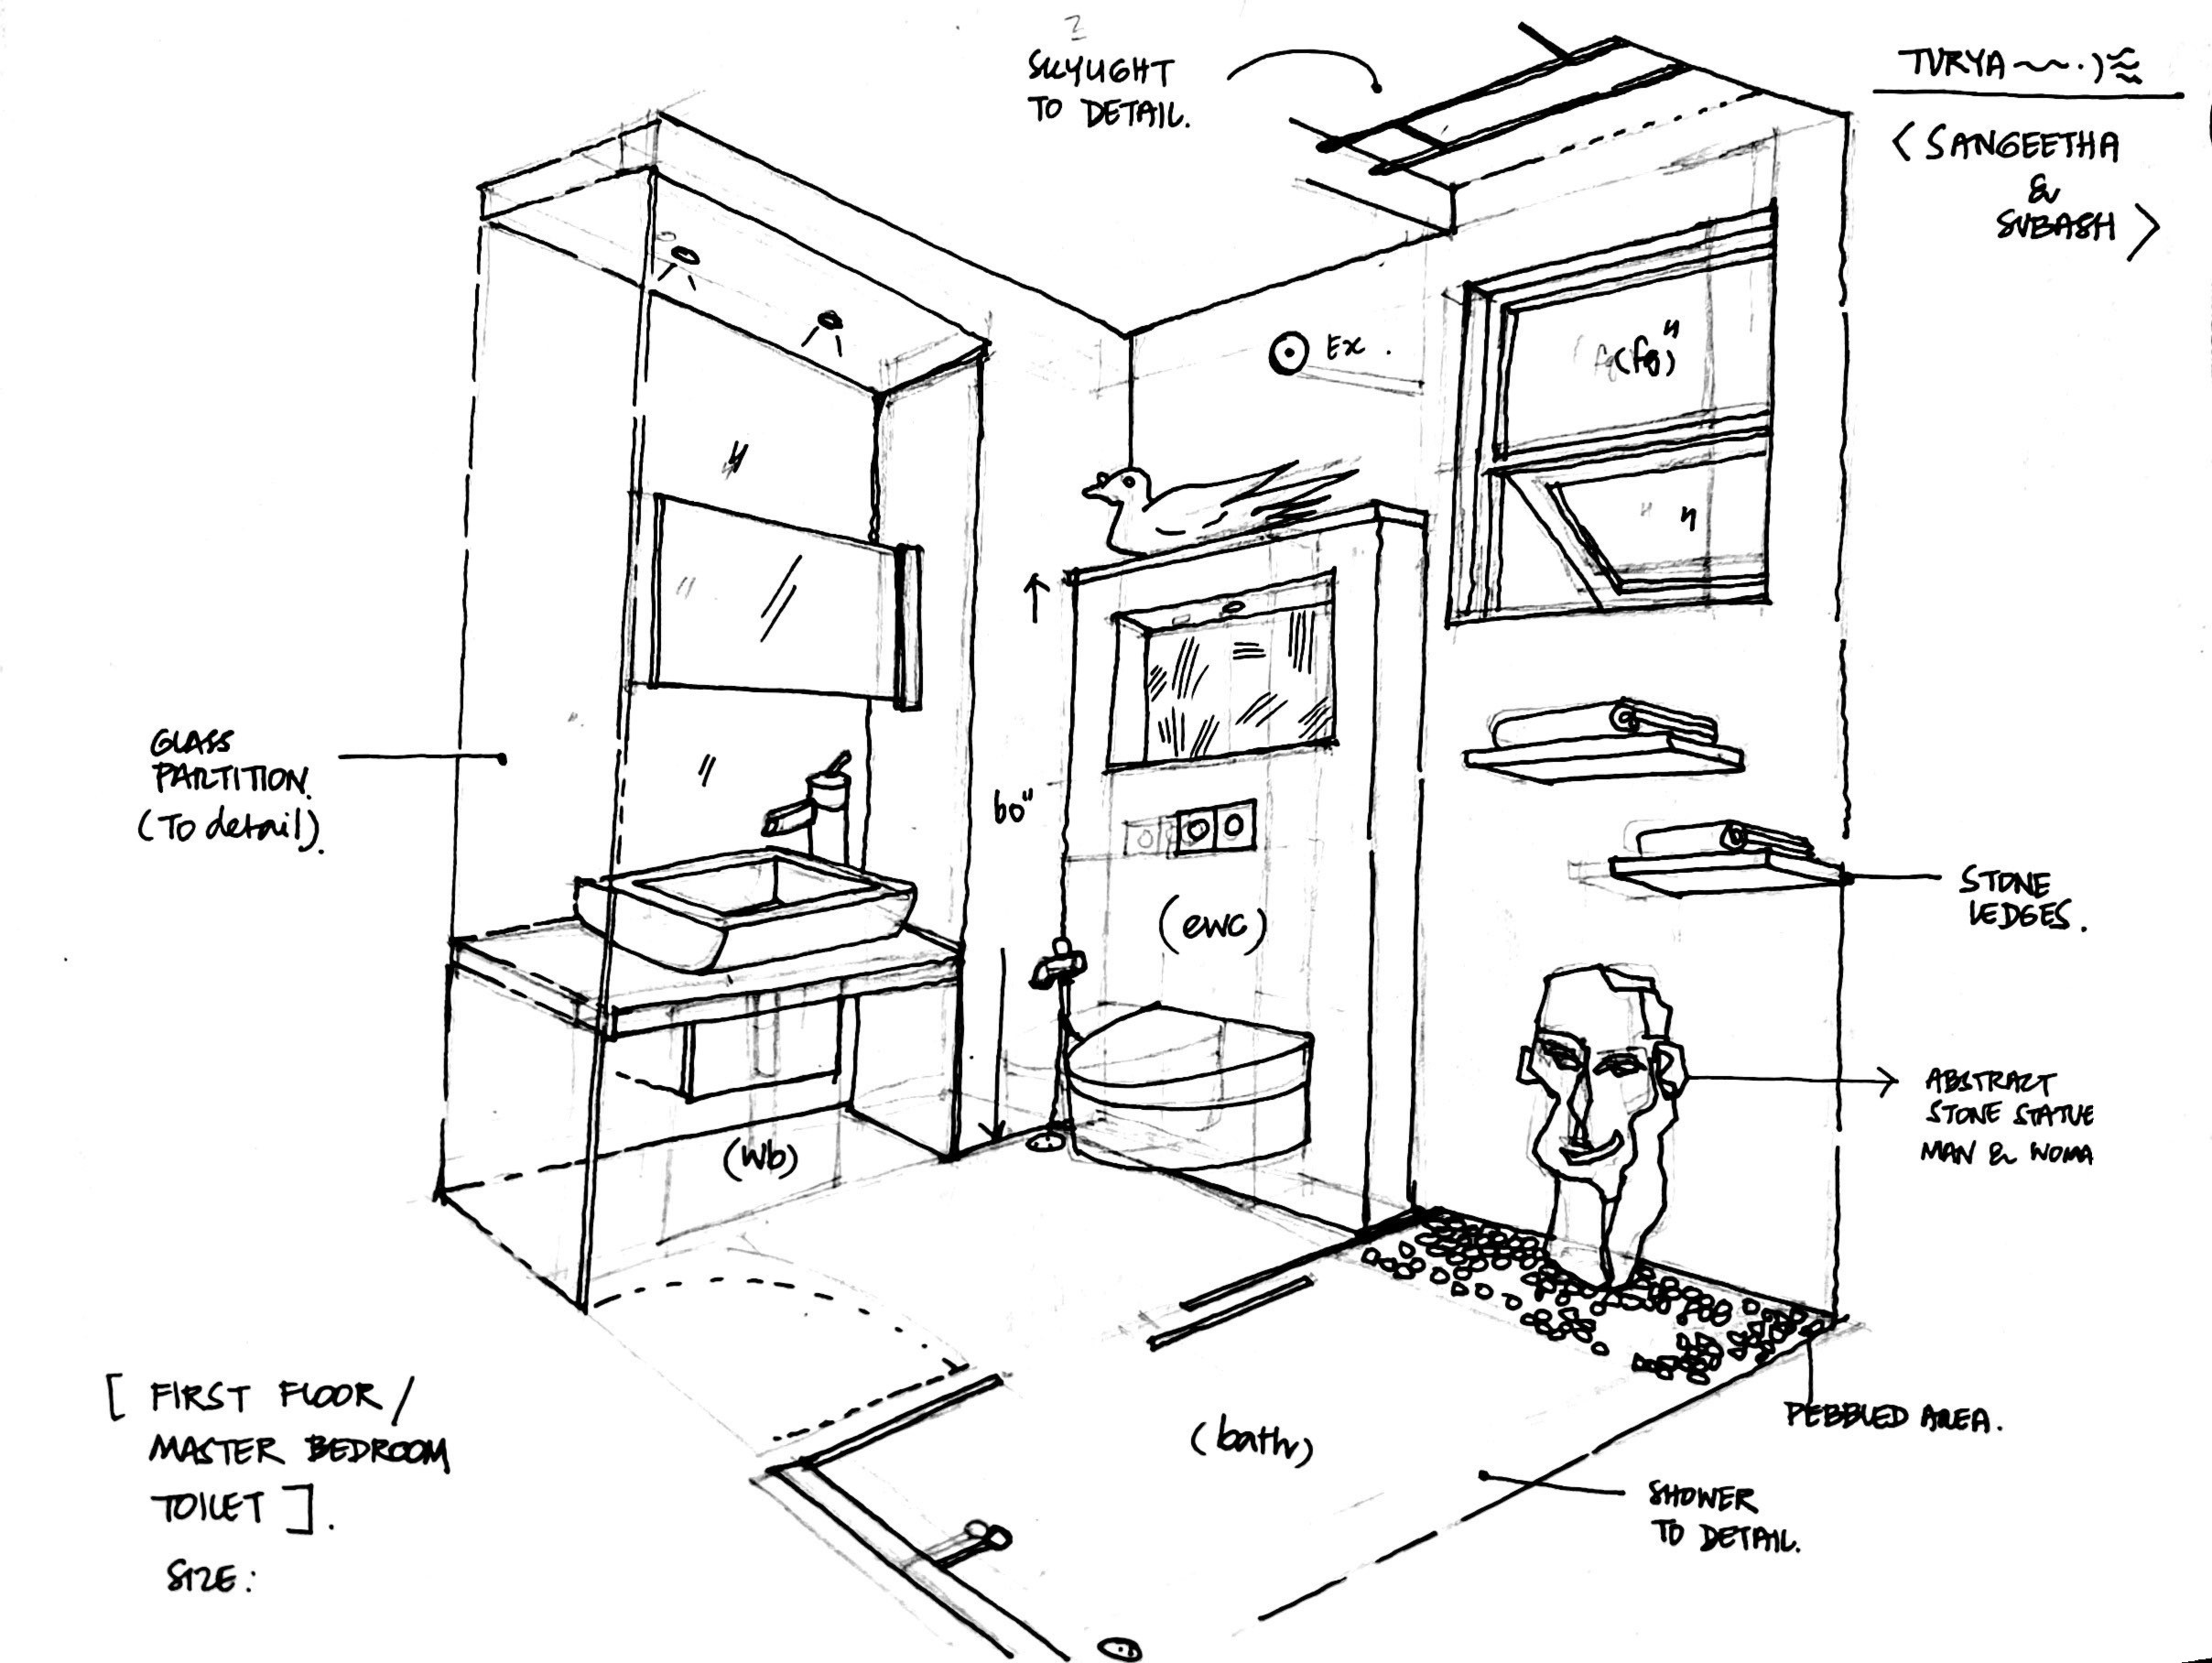 SKYLIGHT
TO DETAIL.
TURYA
< SANGEETHA
&
SUBASH >
Ex.
(fg)
GLASS
PARTITION.
(To detail).
60"
(ewc)
STONE
LEDGES.
ABSTRACT
STONE STATUE
MAN & WOMA
(wb)
[ FIRST FLOOR /
MASTER BEDROOM
TOILET ].
SIZE:
(bath)
PEBBLED AREA.
SHOWER
TO DETAIL.